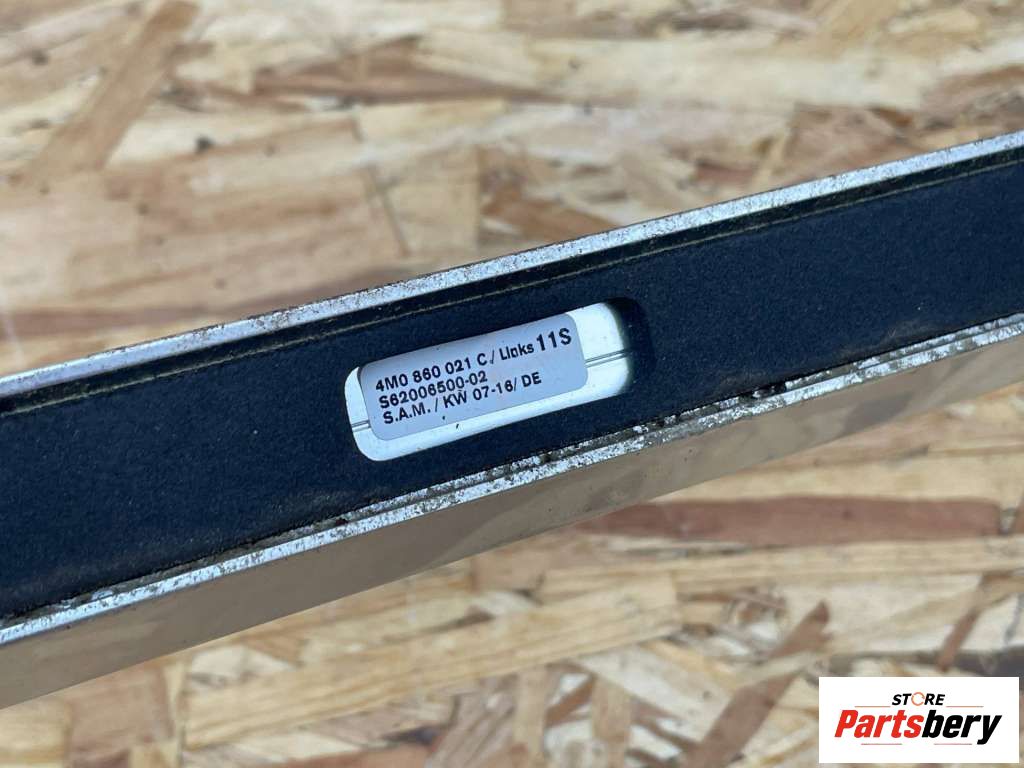 4M0 860 021 C / Links 11S
S62006500-02
S.A.M. / KW 07-16/ DE
STORE
Partsbery